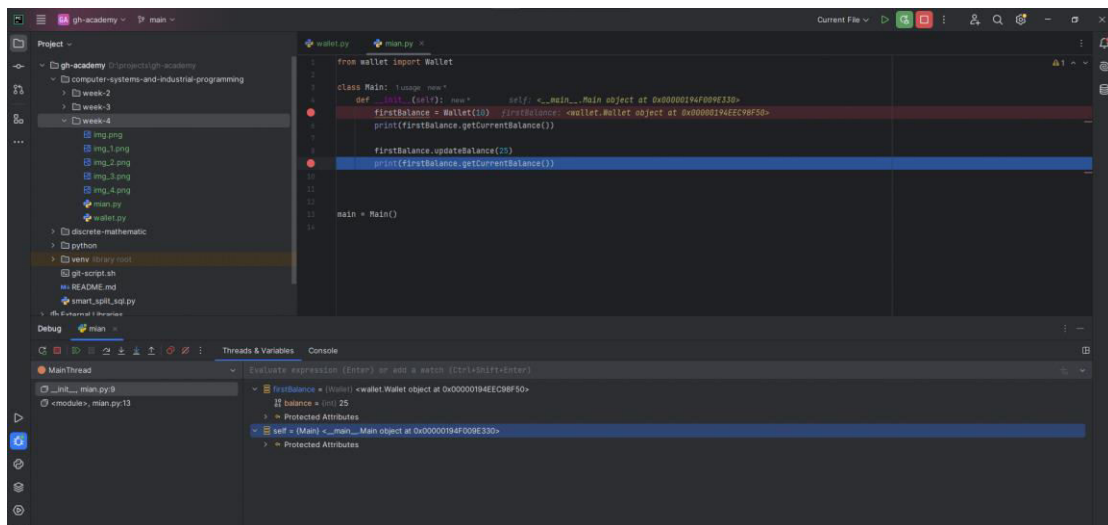 GA gh-academy main
Current File
Project
wallet.py
mian.py
gh-academy D:\projects\gh-academy
computer-systems-and-industrial-programming
week-2
week-3
week-4
img.png
img_1.png
img_2.png
img_3.png
img_4.png
mian.py
wallet.py
discrete-mathematic
python
venv library root
git-script.sh
README.md
smart_split_sql.py
External Libraries
1 from wallet import Wallet
2
3 class Main: 1 usage new *
4 def __init__(self): new * self: <__main__.Main object at 0x00000194F009E330>
firstBalance = Wallet(10) firstBalance: <wallet.Wallet object at 0x00000194EEC98F50>
6 print(firstBalance.getCurrentBalance())
7
8 firstBalance.updateBalance(25)
print(firstBalance.getCurrentBalance())
10
11
12
13 main = Main()
14
1
Debug
mian
Threads & Variables
Console
MainThread
Evaluate expression (Enter) or add a watch (Ctrl+Shift+Enter)
__init__, mian.py:9
<module>, mian.py:13
firstBalance = {Wallet} <wallet.Wallet object at 0x00000194EEC98F50>
balance = {int} 25
Protected Attributes
self = {Main} <__main__.Main object at 0x00000194F009E330>
Protected Attributes